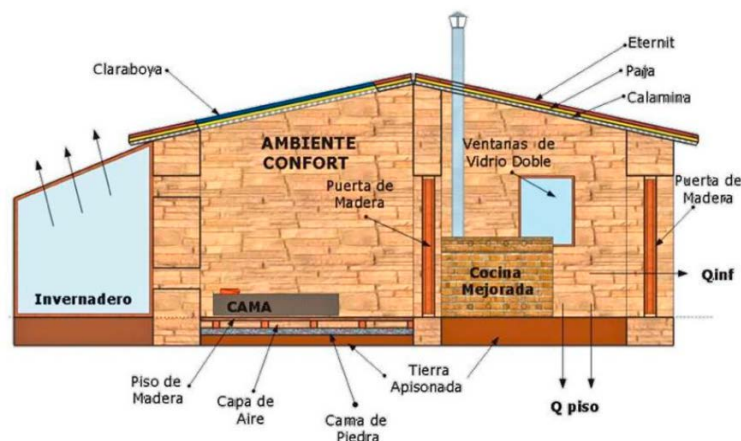 Eternit
Claraboya
Paja
Calamina
AMBIENTE
CONFORT
Ventanas de
Vidrio Doble
Puerta de
Madera
Puerta de
Madera
Cocina
Mejorada
Qinf
Invernadero
CAMA
Piso de
Madera
Capa de
Aire
Cama de
Piedra
Tierra
Apisonada
Q piso